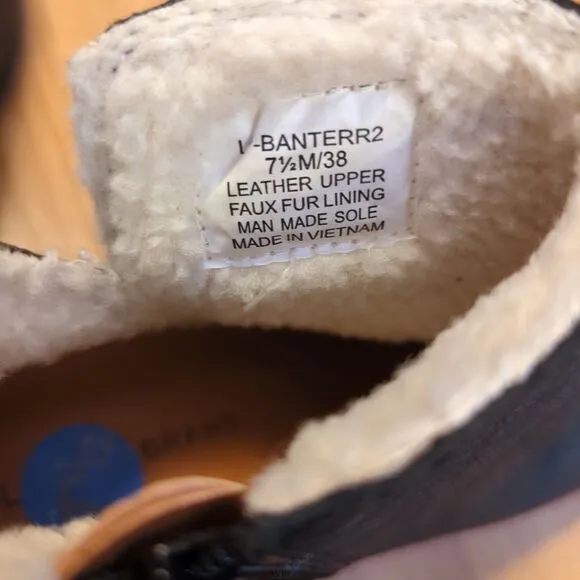 -BANTERR2
7½M/38
LEATHER UPPER
FAUX FUR LINING
MAN MADE SOLE
MADE IN VIETNAM